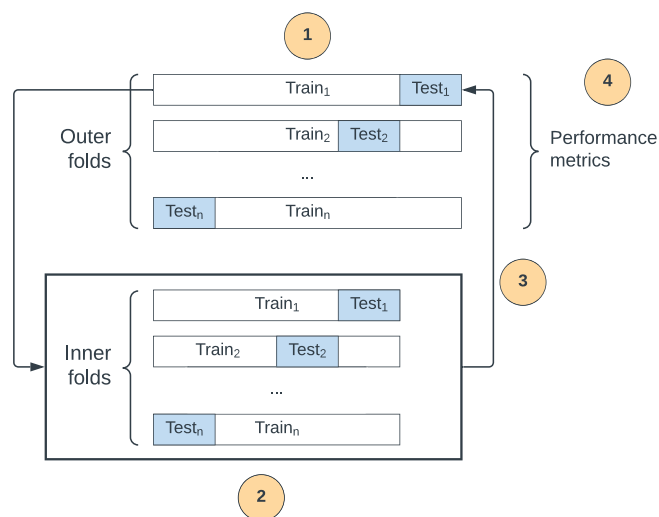 1
Train₁ Test₁
4
Outer folds
Train₂ Test₂
Performance metrics
...
Testₙ Trainₙ
3
Train₁ Test₁
Inner folds
Train₂ Test₂
...
Testₙ Trainₙ
2